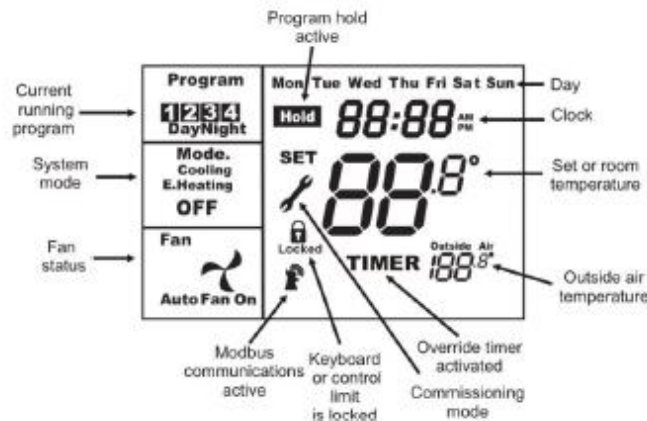 Program hold
active
Current
running
program
System
mode
Fan
status
Program
1234
DayNight
Mode.
Cooling
E.Heating
OFF
Fan
Auto Fan On
Mon Tue Wed Thu Fri Sat Sun
Hold
88:88
AM
PM
SET
88.8°
Locked
TIMER
Outside Air
188.8°
Day
Clock
Set or room
temperature
Outside air
temperature
Modbus
communications
active
Keyboard
or control
limit
is locked
Override timer
activated
Commissioning
mode